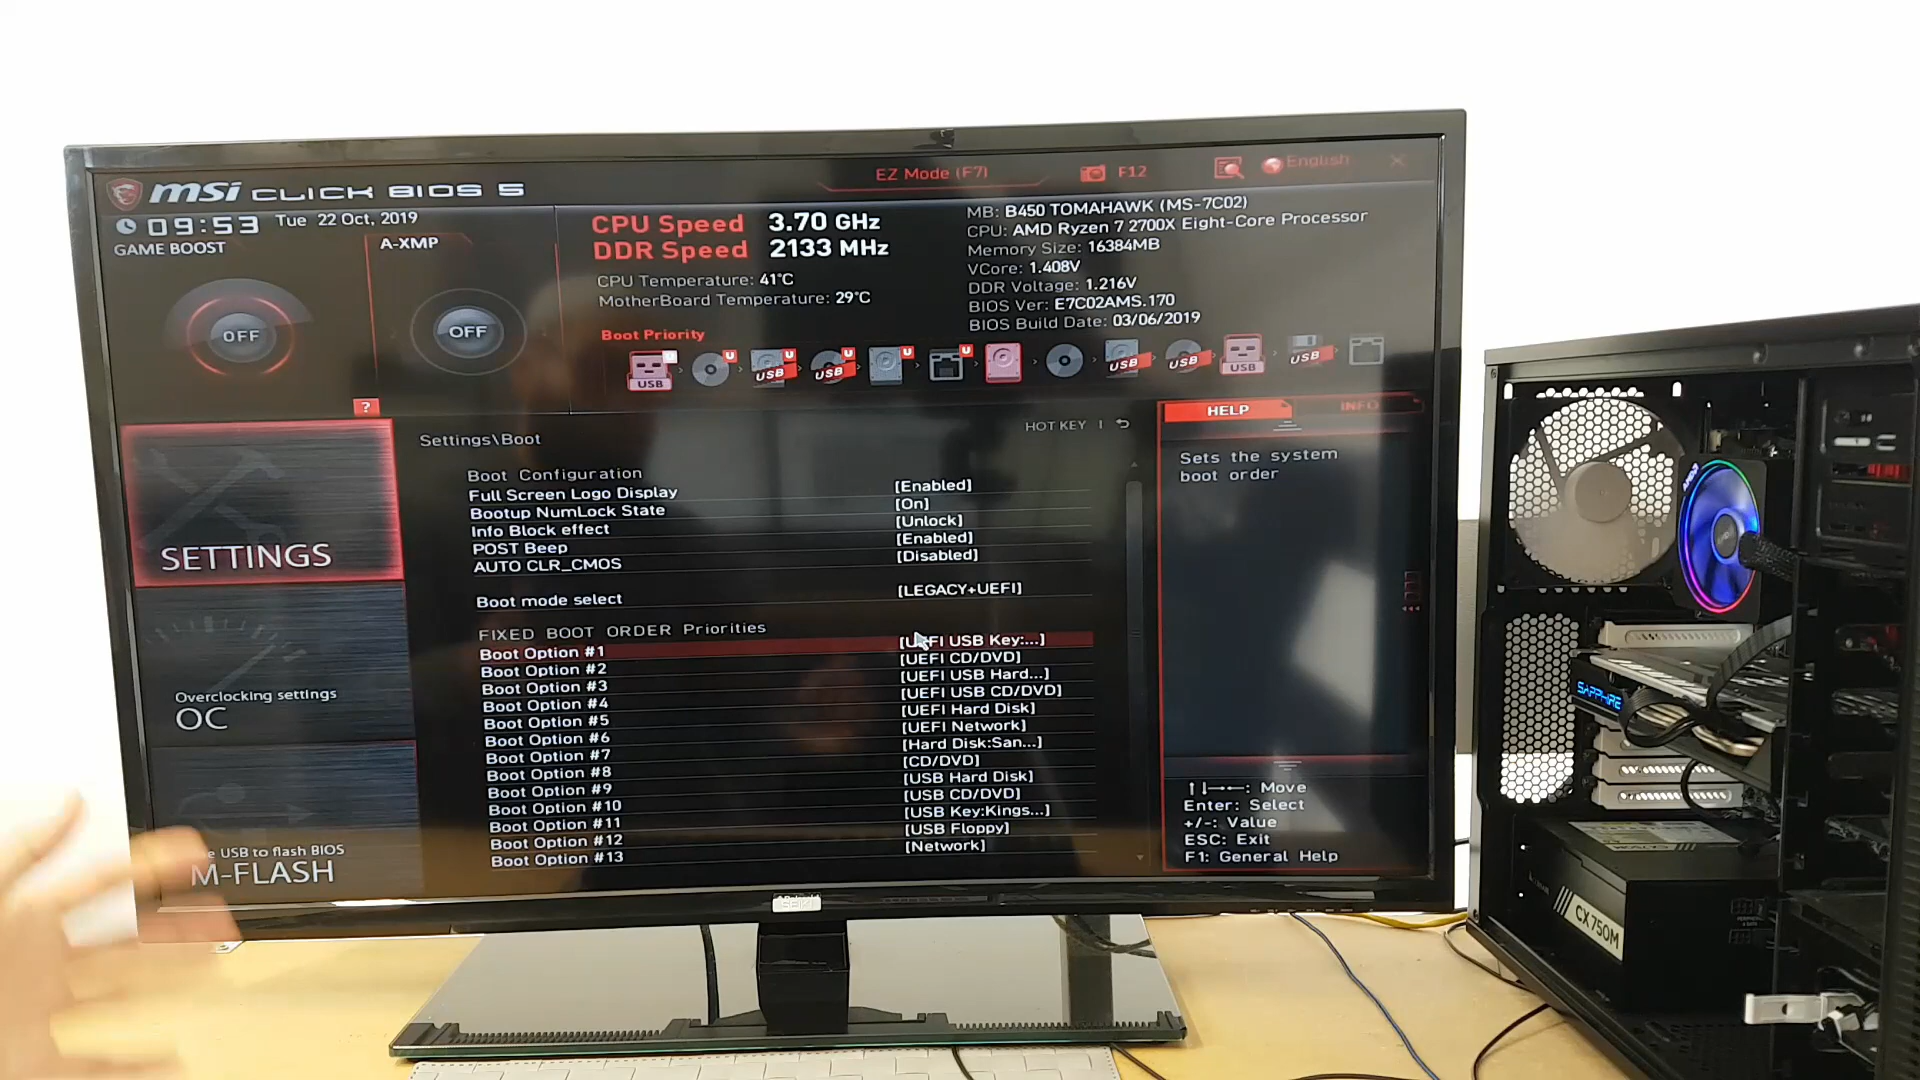 msi CLICK BIOS 5
EZ Mode (F7)
F12
English
09:53 Tue 22 Oct, 2019
GAME BOOST
OFF
A-XMP
OFF
CPU Speed 3.70 GHz
DDR Speed 2133 MHz
CPU Temperature: 41°C
MotherBoard Temperature: 29°C
MB: B450 TOMAHAWK (MS-7C02)
CPU: AMD Ryzen 7 2700X Eight-Core Processor
Memory Size: 16384MB
VCore: 1.408V
DDR Voltage: 1.216V
BIOS Ver: E7C02AMS.170
BIOS Build Date: 03/06/2019
Boot Priority
USB U U USB U USB U U U USB USB USB USB
?
SETTINGS
Overclocking settings
OC
e USB to flash BIOS
M-FLASH
Settings\Boot
HOT KEY
Boot Configuration
Full Screen Logo Display [Enabled]
Bootup NumLock State [On]
Info Block effect [Unlock]
POST Beep [Enabled]
AUTO CLR_CMOS [Disabled]
Boot mode select [LEGACY+UEFI]
FIXED BOOT ORDER Priorities
Boot Option #1 [UEFI USB Key:...]
Boot Option #2 [UEFI CD/DVD]
Boot Option #3 [UEFI USB Hard...]
Boot Option #4 [UEFI USB CD/DVD]
Boot Option #5 [UEFI Hard Disk]
Boot Option #6 [UEFI Network]
Boot Option #7 [Hard Disk:San...]
Boot Option #8 [CD/DVD]
Boot Option #9 [USB Hard Disk]
Boot Option #10 [USB CD/DVD]
Boot Option #11 [USB Key:Kings...]
Boot Option #12 [USB Floppy]
Boot Option #13 [Network]
HELP
INFO
Sets the system
boot order
↑↓→←: Move
Enter: Select
+/-: Value
ESC: Exit
F1: General Help
SEIKI
AMD
SAPPHIRE
CX750M